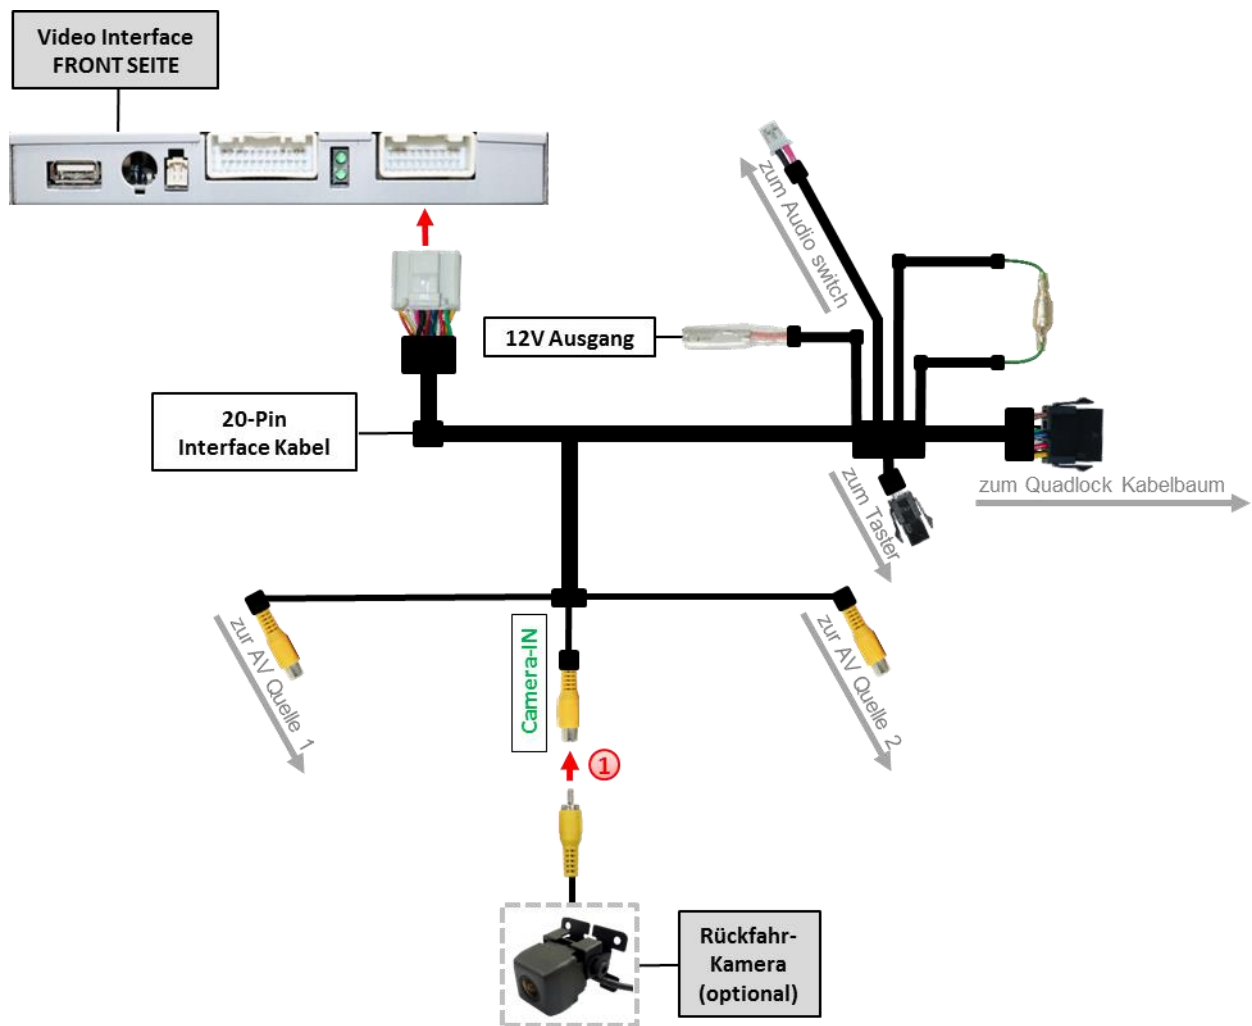 Video Interface
FRONT SEITE
zum Audio switch
12V Ausgang
20-Pin
Interface Kabel
zum Quadlock Kabelbaum
zum Taster
zur AV Quelle 1
Camera-IN
zur AV Quelle 2
1
Rückfahr-
Kamera
(optional)